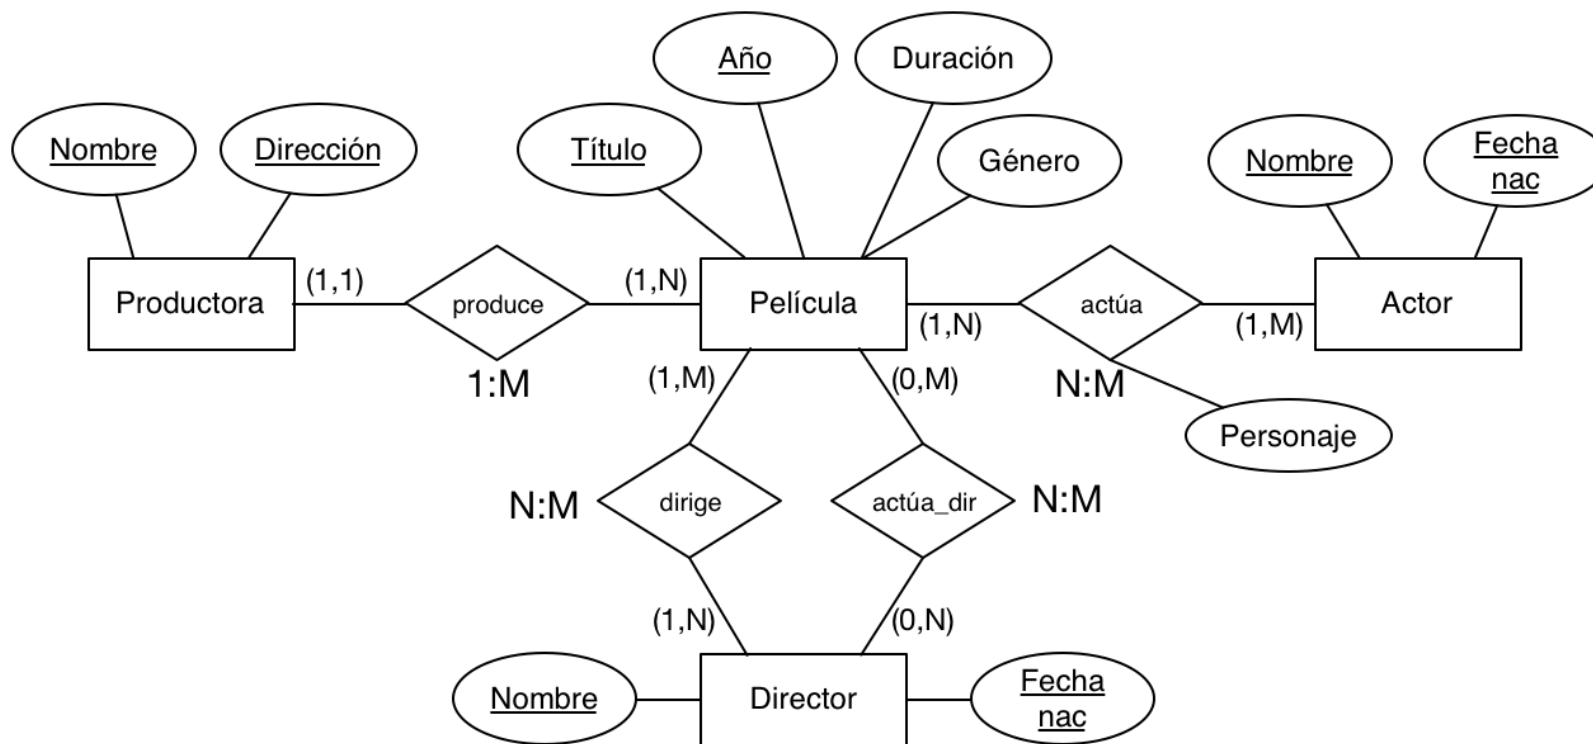 Año
Duración
Nombre
Dirección
Título
Género
Nombre
Fecha
nac
Productora
(1,1)
produce
(1,N)
1:M
Película
(1,N)
actúa
(1,M)
N:M
Actor
Personaje
(1,M)
(0,M)
N:M
dirige
actúa_dir
N:M
(1,N)
(0,N)
Nombre
Director
Fecha
nac